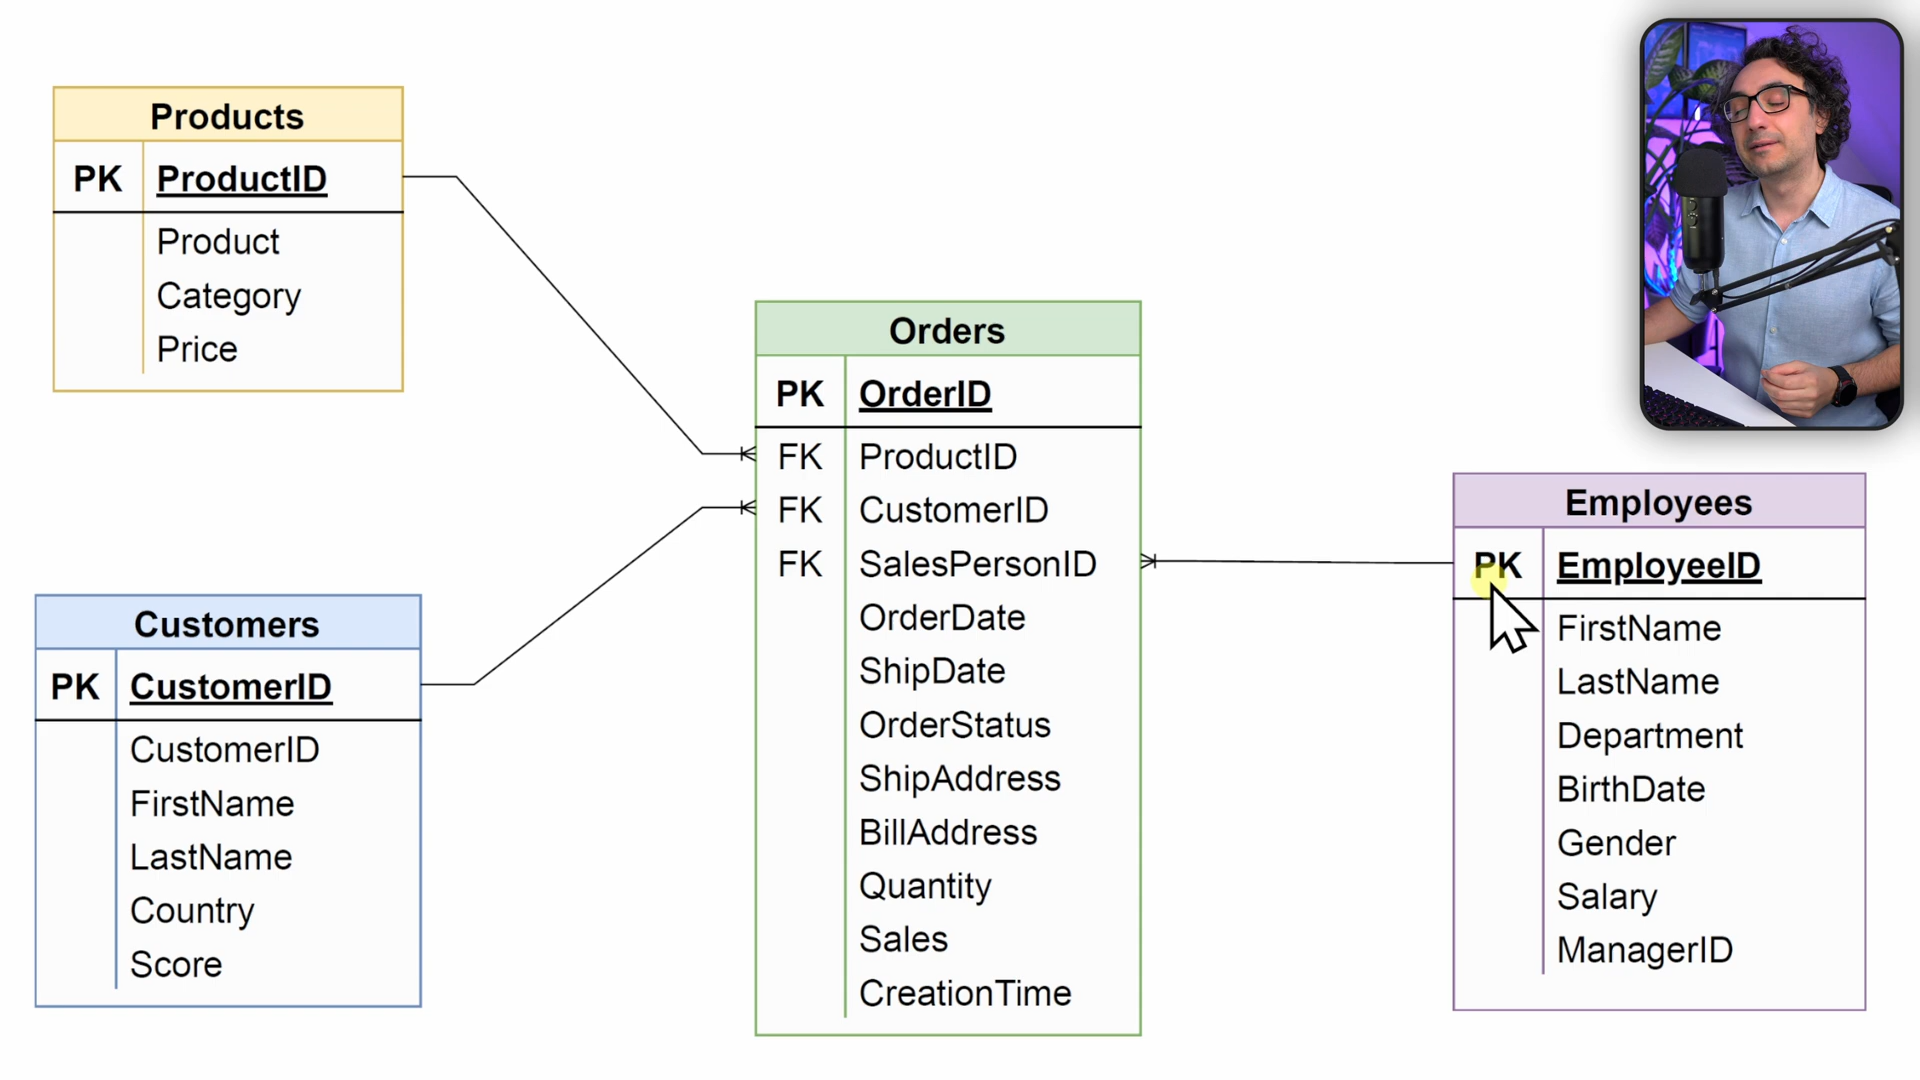 Products
PK ProductID
Product
Category
Price
Customers
PK CustomerID
CustomerID
FirstName
LastName
Country
Score
Orders
PK OrderID
FK ProductID
FK CustomerID
FK SalesPersonID
OrderDate
ShipDate
OrderStatus
ShipAddress
BillAddress
Quantity
Sales
CreationTime
Employees
PK EmployeeID
FirstName
LastName
Department
BirthDate
Gender
Salary
ManagerID